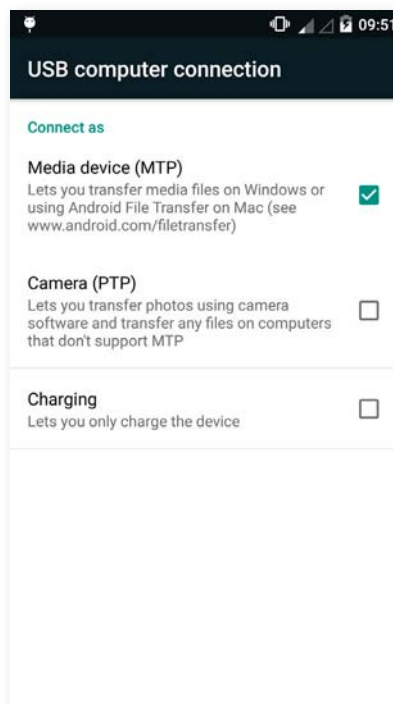 09:51
USB computer connection
Connect as
Media device (MTP)
Lets you transfer media files on Windows or
using Android File Transfer on Mac (see
www.android.com/filetransfer)
Camera (PTP)
Lets you transfer photos using camera
software and transfer any files on computers
that don't support MTP
Charging
Lets you only charge the device